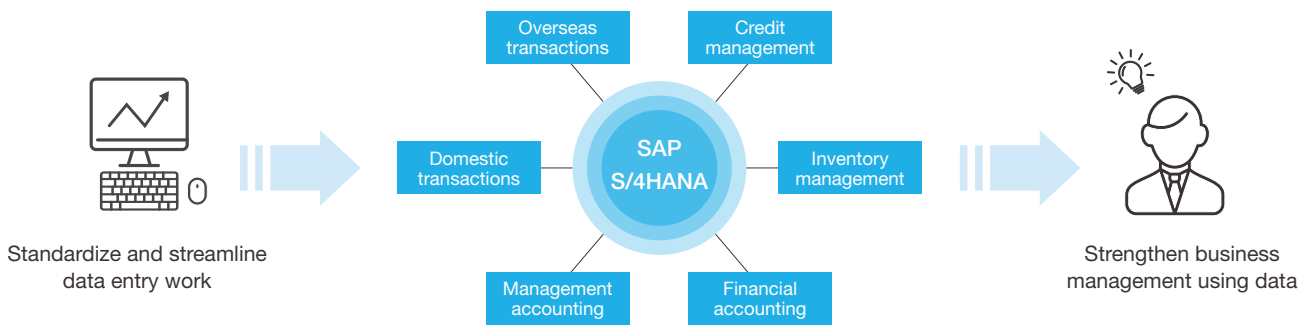 Standardize and streamline
data entry work
Overseas
transactions
Credit
management
Domestic
transactions
SAP
S/4HANA
Inventory
management
Management
accounting
Financial
accounting
Strengthen business
management using data